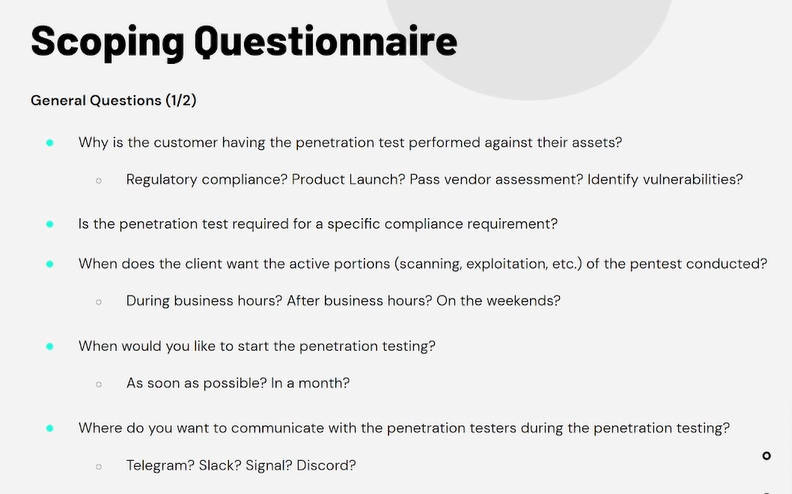 Scoping Questionnaire
General Questions (1/2)
Why is the customer having the penetration test performed against their assets?
Regulatory compliance? Product Launch? Pass vendor assessment? Identify vulnerabilities?
Is the penetration test required for a specific compliance requirement?
When does the client want the active portions (scanning, exploitation, etc.) of the pentest conducted?
During business hours? After business hours? On the weekends?
When would you like to start the penetration testing?
As soon as possible? In a month?
Where do you want to communicate with the penetration testers during the penetration testing?
Telegram? Slack? Signal? Discord?